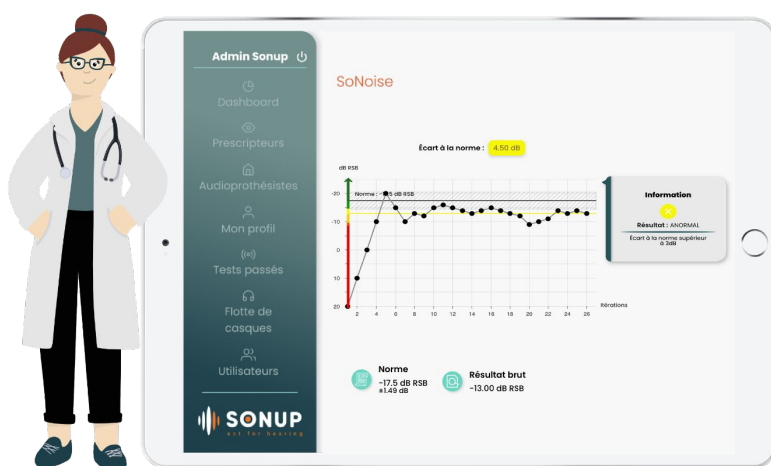 Admin Sonup
Dashboard
Prescripteurs
Audioprothésistes
Mon profil
Tests passés
Flotte de
casques
Utilisateurs
SONUP
act for hearing
SoNoise
Écart à la norme : 4.50 dB
dB RSB
Norme : -17.5 dB RSB
-20
-10
0
10
20
2 4 6 8 10 12 14 16 18 20 22 24 26
Itérations
Information
Résultat : ANORMAL
Écart à la norme supérieur
à 3dB
Norme
-17.5 dB RSB
±1.49 dB
Résultat brut
-13.00 dB RSB